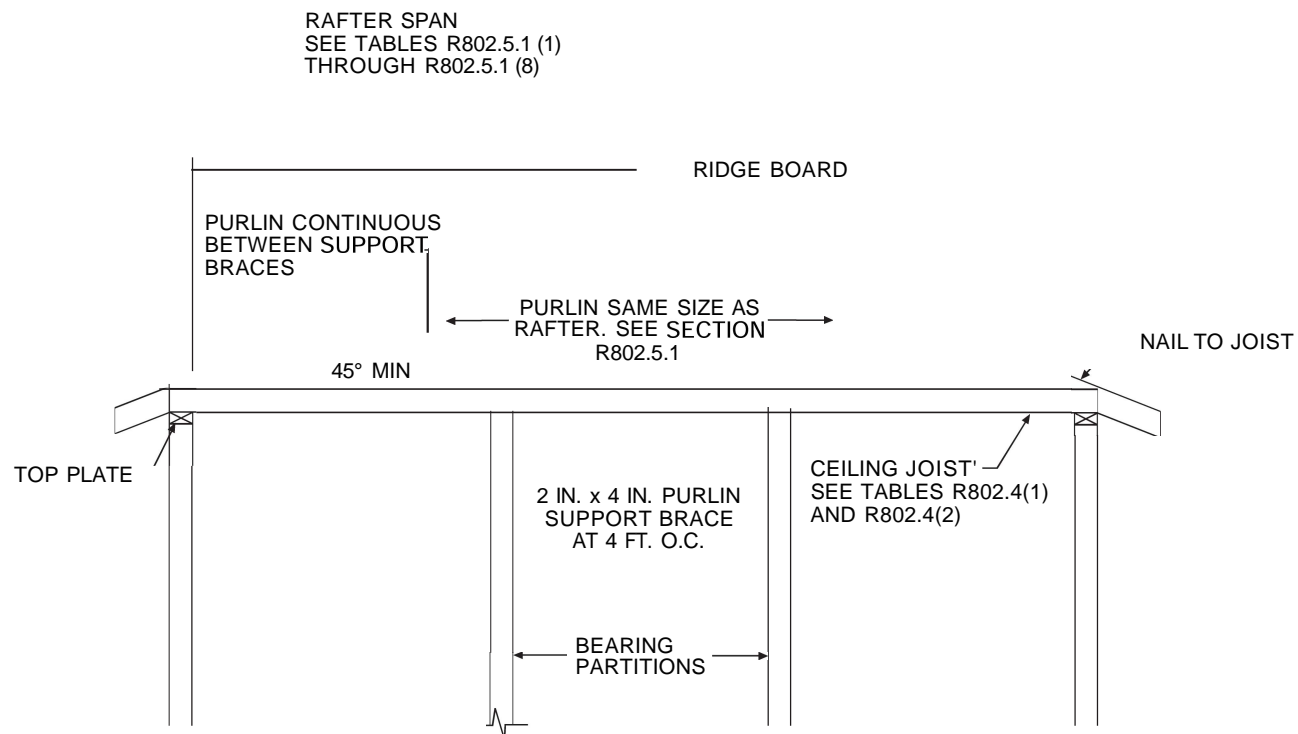 RAFTER SPAN
SEE TABLES R802.5.1 (1)
THROUGH R802.5.1 (8)
RIDGE BOARD
PURLIN CONTINUOUS
BETWEEN SUPPORT
BRACES
PURLIN SAME SIZE AS
RAFTER. SEE SECTION
R802.5.1
NAIL TO JOIST
45° MIN
TOP PLATE
2 IN. x 4 IN. PURLIN
SUPPORT BRACE
AT 4 FT. O.C.
CEILING JOIST'
SEE TABLES R802.4(1)
AND R802.4(2)
BEARING
PARTITIONS